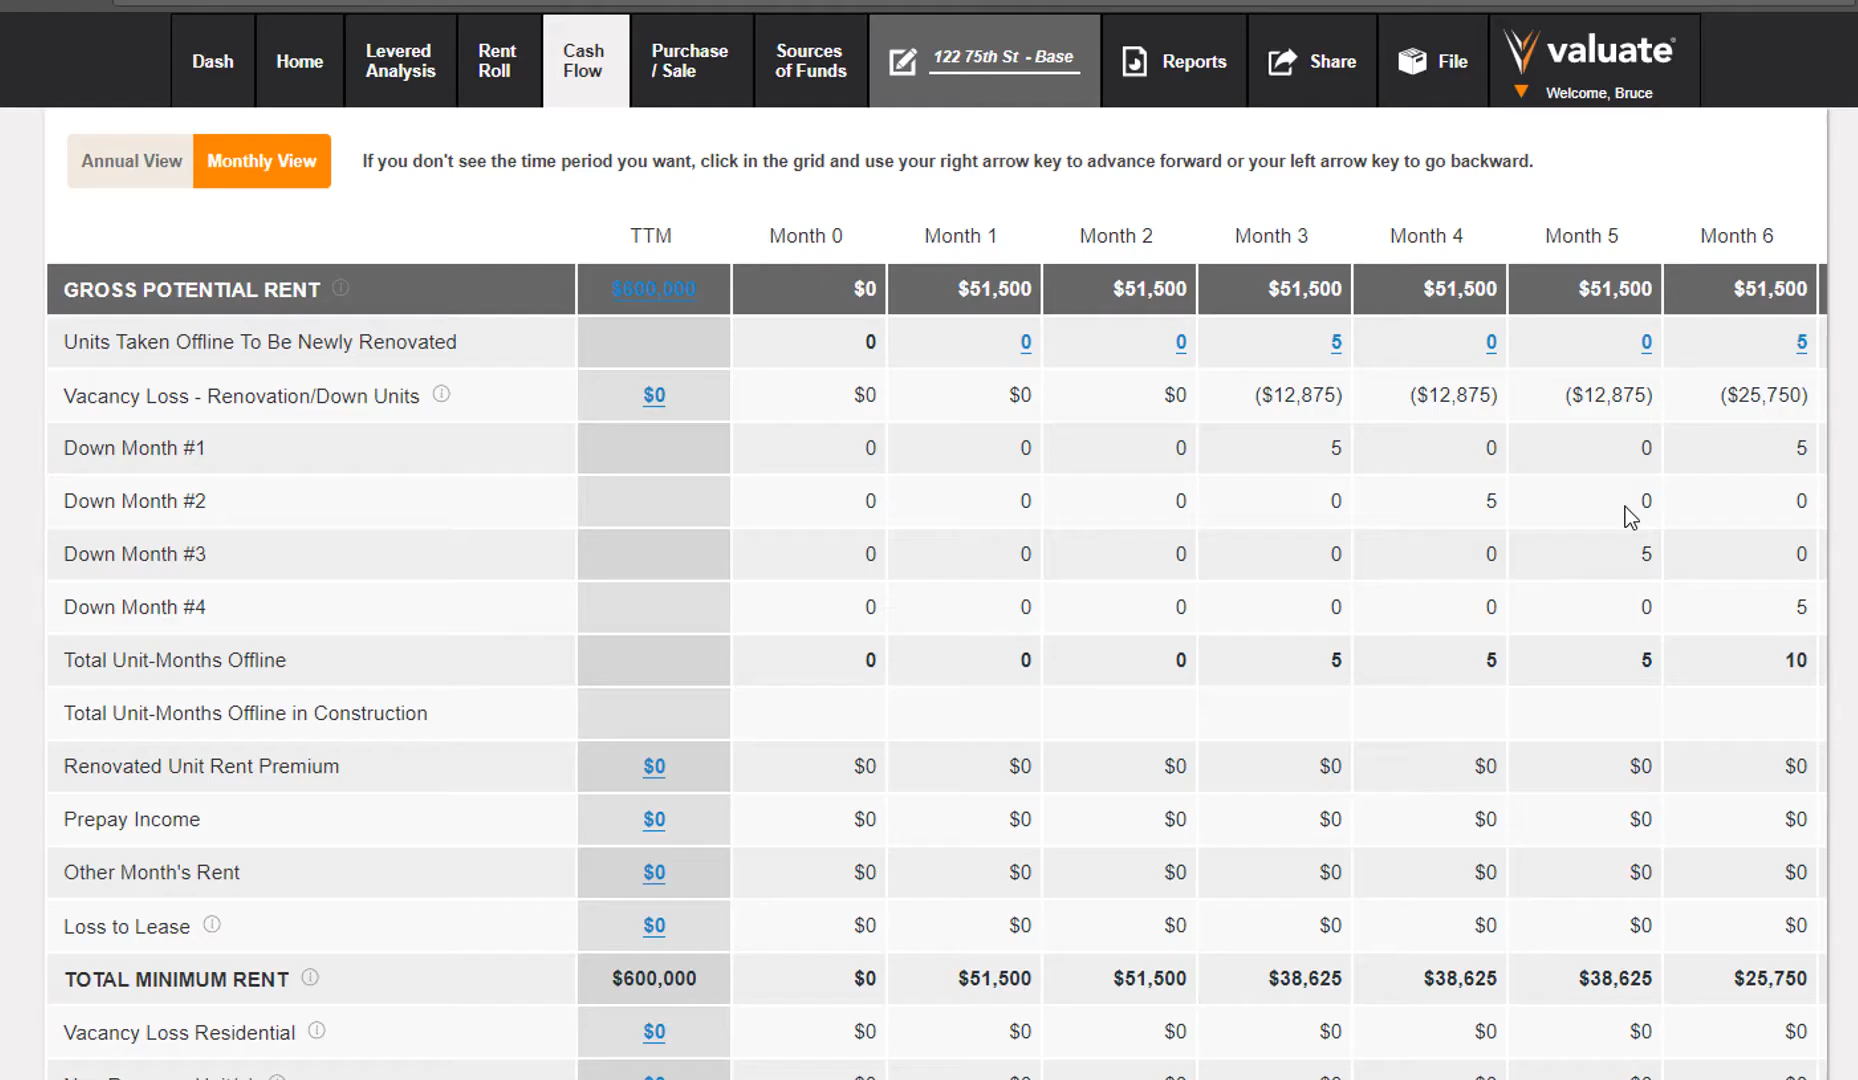 Dash Home Levered Analysis Rent Roll Cash Flow Purchase / Sale Sources of Funds 122 75th St - Base Reports Share File valuate®
Welcome, Bruce
Annual View Monthly View If you don't see the time period you want, click in the grid and use your right arrow key to advance forward or your left arrow key to go backward.
TTM Month 0 Month 1 Month 2 Month 3 Month 4 Month 5 Month 6
GROSS POTENTIAL RENT $600,000 $0 $51,500 $51,500 $51,500 $51,500 $51,500 $51,500
Units Taken Offline To Be Newly Renovated 0 0 0 5 0 0 5
Vacancy Loss - Renovation/Down Units $0 $0 $0 $0 ($12,875) ($12,875) ($12,875) ($25,750)
Down Month #1 0 0 0 5 0 0 5
Down Month #2 0 0 0 0 5 0 0
Down Month #3 0 0 0 0 0 5 0
Down Month #4 0 0 0 0 0 0 5
Total Unit-Months Offline 0 0 0 5 5 5 10
Total Unit-Months Offline in Construction
Renovated Unit Rent Premium $0 $0 $0 $0 $0 $0 $0 $0
Prepay Income $0 $0 $0 $0 $0 $0 $0 $0
Other Month's Rent $0 $0 $0 $0 $0 $0 $0 $0
Loss to Lease $0 $0 $0 $0 $0 $0 $0 $0
TOTAL MINIMUM RENT $600,000 $0 $51,500 $51,500 $38,625 $38,625 $38,625 $25,750
Vacancy Loss Residential $0 $0 $0 $0 $0 $0 $0 $0